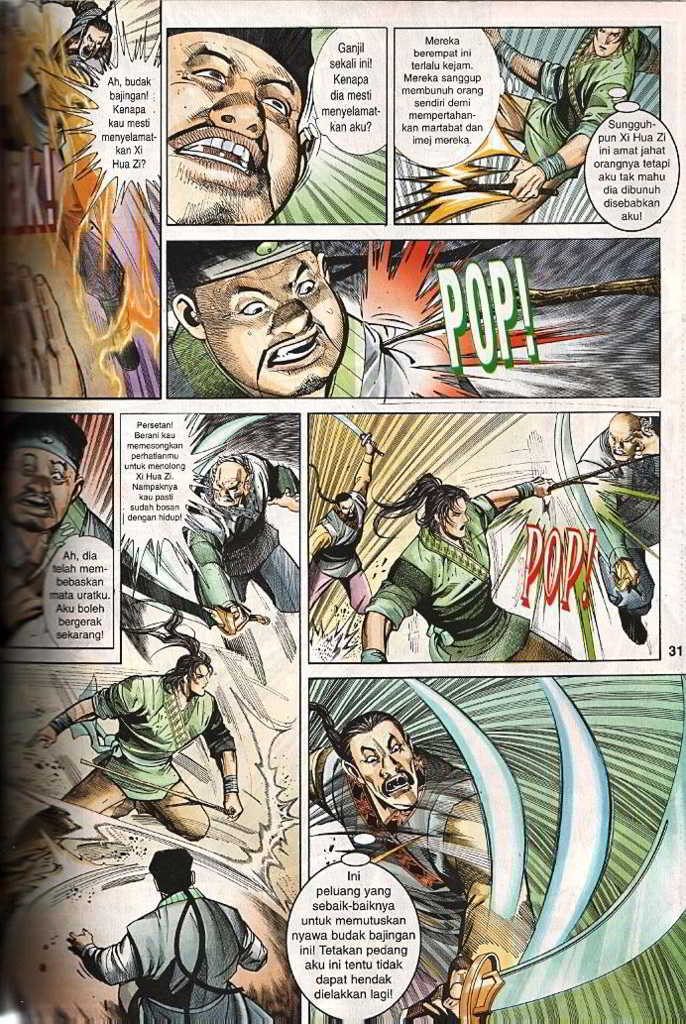 Ah, budak
bajingan!
Kenapa
kau mesti
menyelamat-
kan Xi
Hua Zi?
Ganjil
sekali ini!
Kenapa
dia mesti
menyelamat-
kan aku?
Mereka
berempat ini
terlalu kejam.
Mereka sanggup
membunuh orang
sendiri demi
mempertahan-
kan martabat dan
imej mereka.
Sungguh-
pun Xi Hua Zi
ini amat jahat
orangnya tetapi
aku tak mahu
dia dibunuh
disebabkan
aku!
POP!
Ah, dia
telah mem-
bebaskan
mata uratku.
Aku boleh
bergerak
sekarang!
Persetan!
Berani kau
memesongkan
perhatianmu
untuk menolong
Xi Hua Zi.
Nampaknya
kau pasti
sudah bosan
dengan hidup!
POP!
31
Ini
peluang yang
sebaik-baiknya
untuk memutuskan
nyawa budak bajingan
ini! Tetakan pedang
aku ini tentu tidak
dapat hendak
dielakkan lagi!